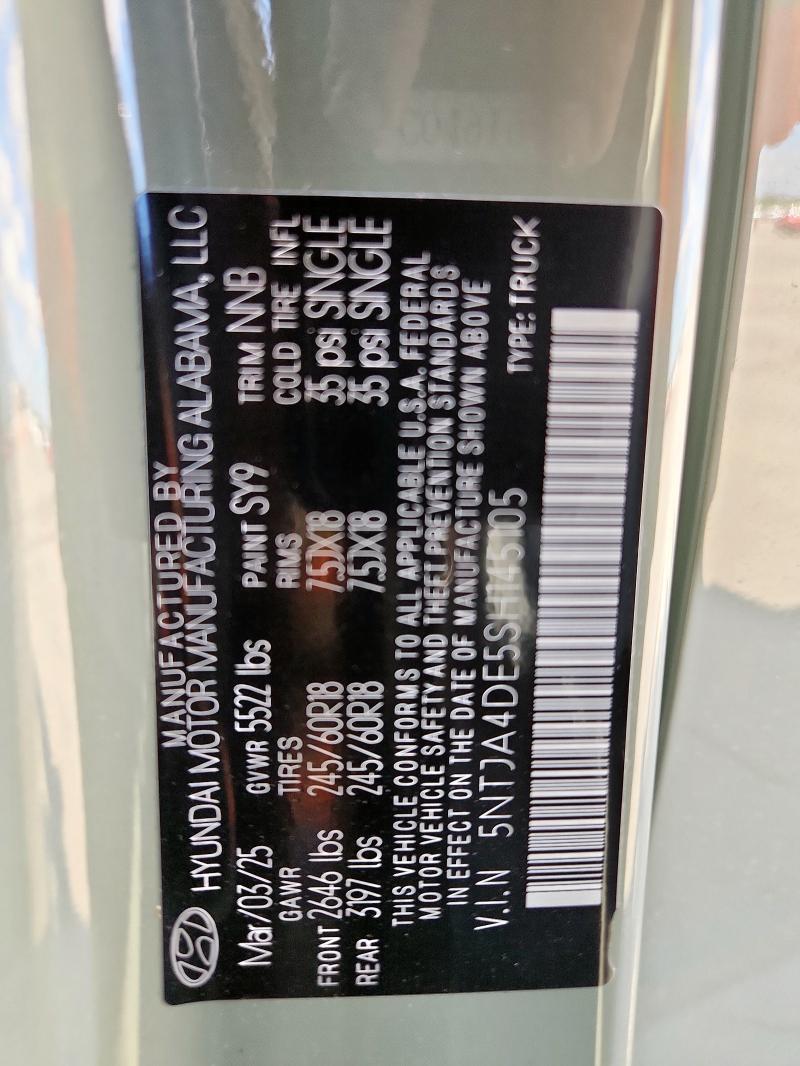 MANUFACTURED BY
HYUNDAI MOTOR MANUFACTURING ALABAMA, LLC
Mar/03/25 GVWR 5522 lbs PAINT SY9 TRIM NNB
GAWR TIRES RIMS COLD TIRE INFL
FRONT 2646 lbs 245/60R18 7.5JX18 35 psi SINGLE
REAR 3197 lbs 245/60R18 7.5JX18 35 psi SINGLE
THIS VEHICLE CONFORMS TO ALL APPLICABLE U.S.A. FEDERAL
MOTOR VEHICLE SAFETY AND THEFT PREVENTION STANDARDS
IN EFFECT ON THE DATE OF MANUFACTURE SHOWN ABOVE
V.I.N 5NTJA4DE5SH145105 TYPE: TRUCK